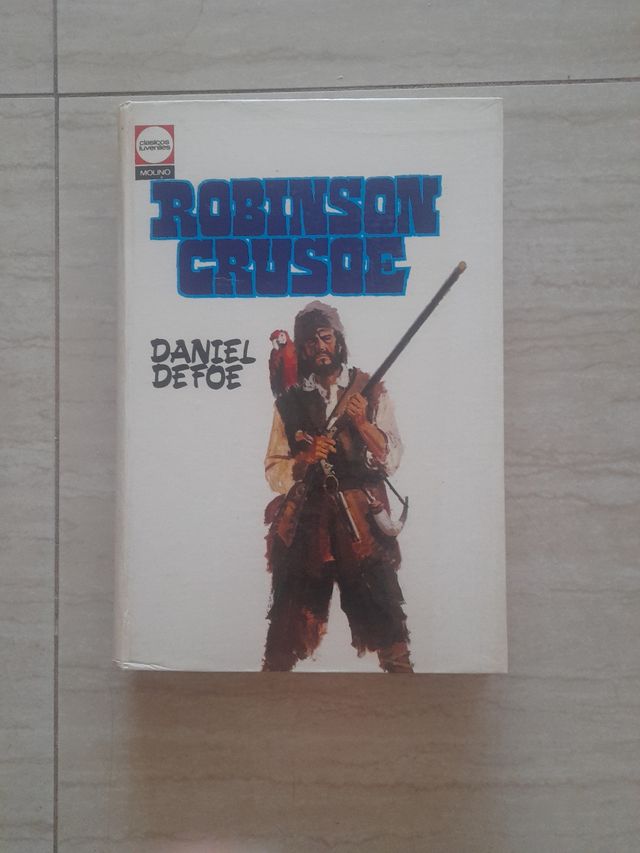 clasicos
juveniles
MOLINO
ROBINSON
CRUSOE
DANIEL
DEFOE